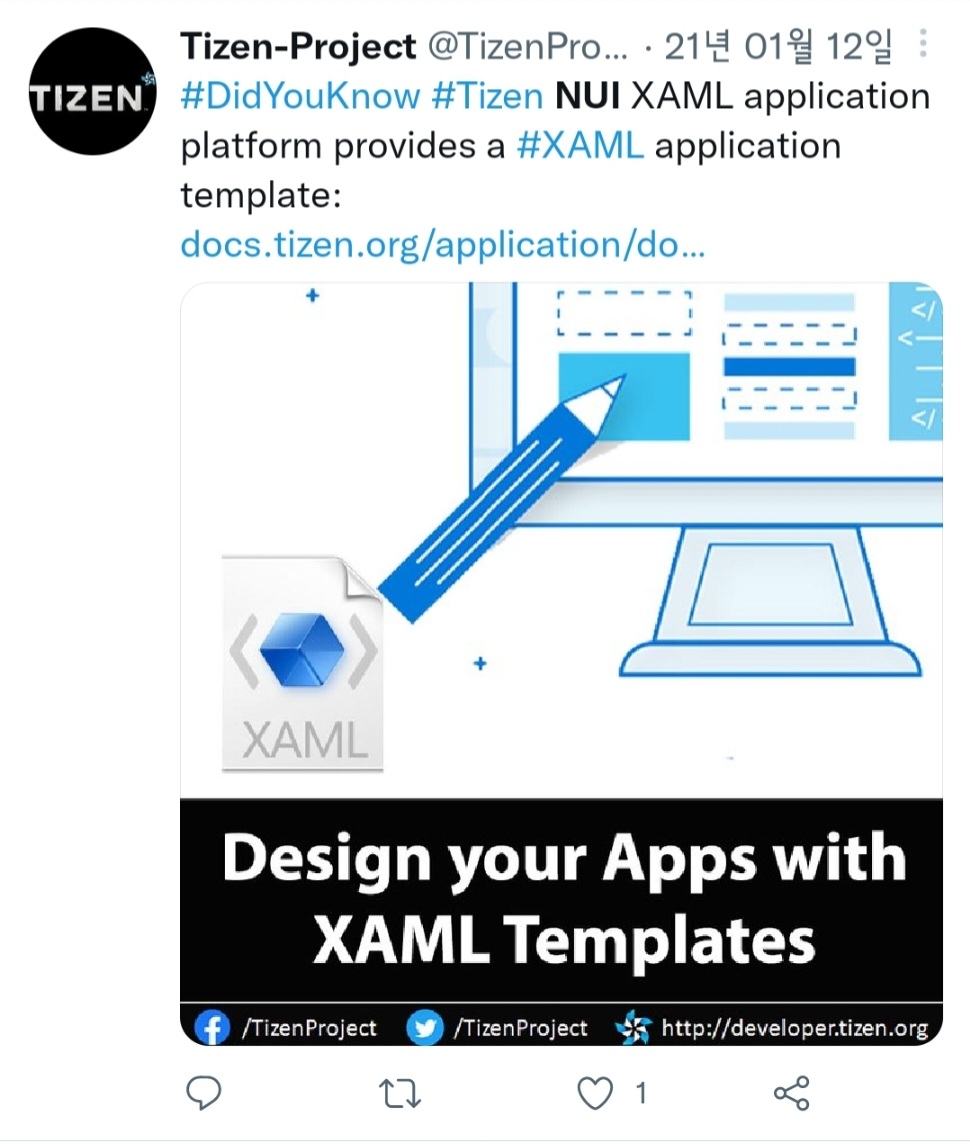 Tizen-Project @TizenPro... · 21년 01월 12일
TIZEN
#DidYouKnow #Tizen NUI XAML application
platform provides a #XAML application
template:
docs.tizen.org/application/do...
</
<
</
XAML
Design your Apps with
XAML Templates
/TizenProject /TizenProject http://developer.tizen.org
1